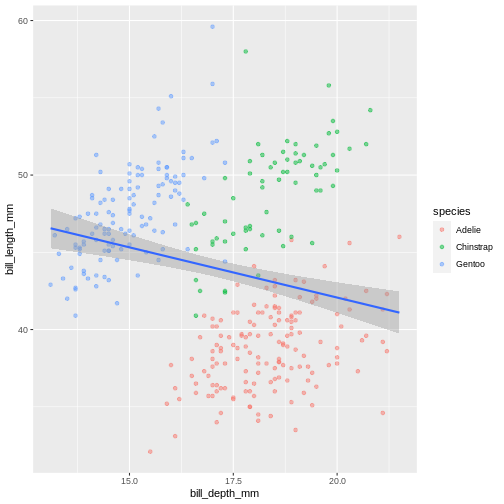 60
50
40
bill_length_mm
15.0
17.5
20.0
bill_depth_mm
species
Adelie
Chinstrap
Gentoo